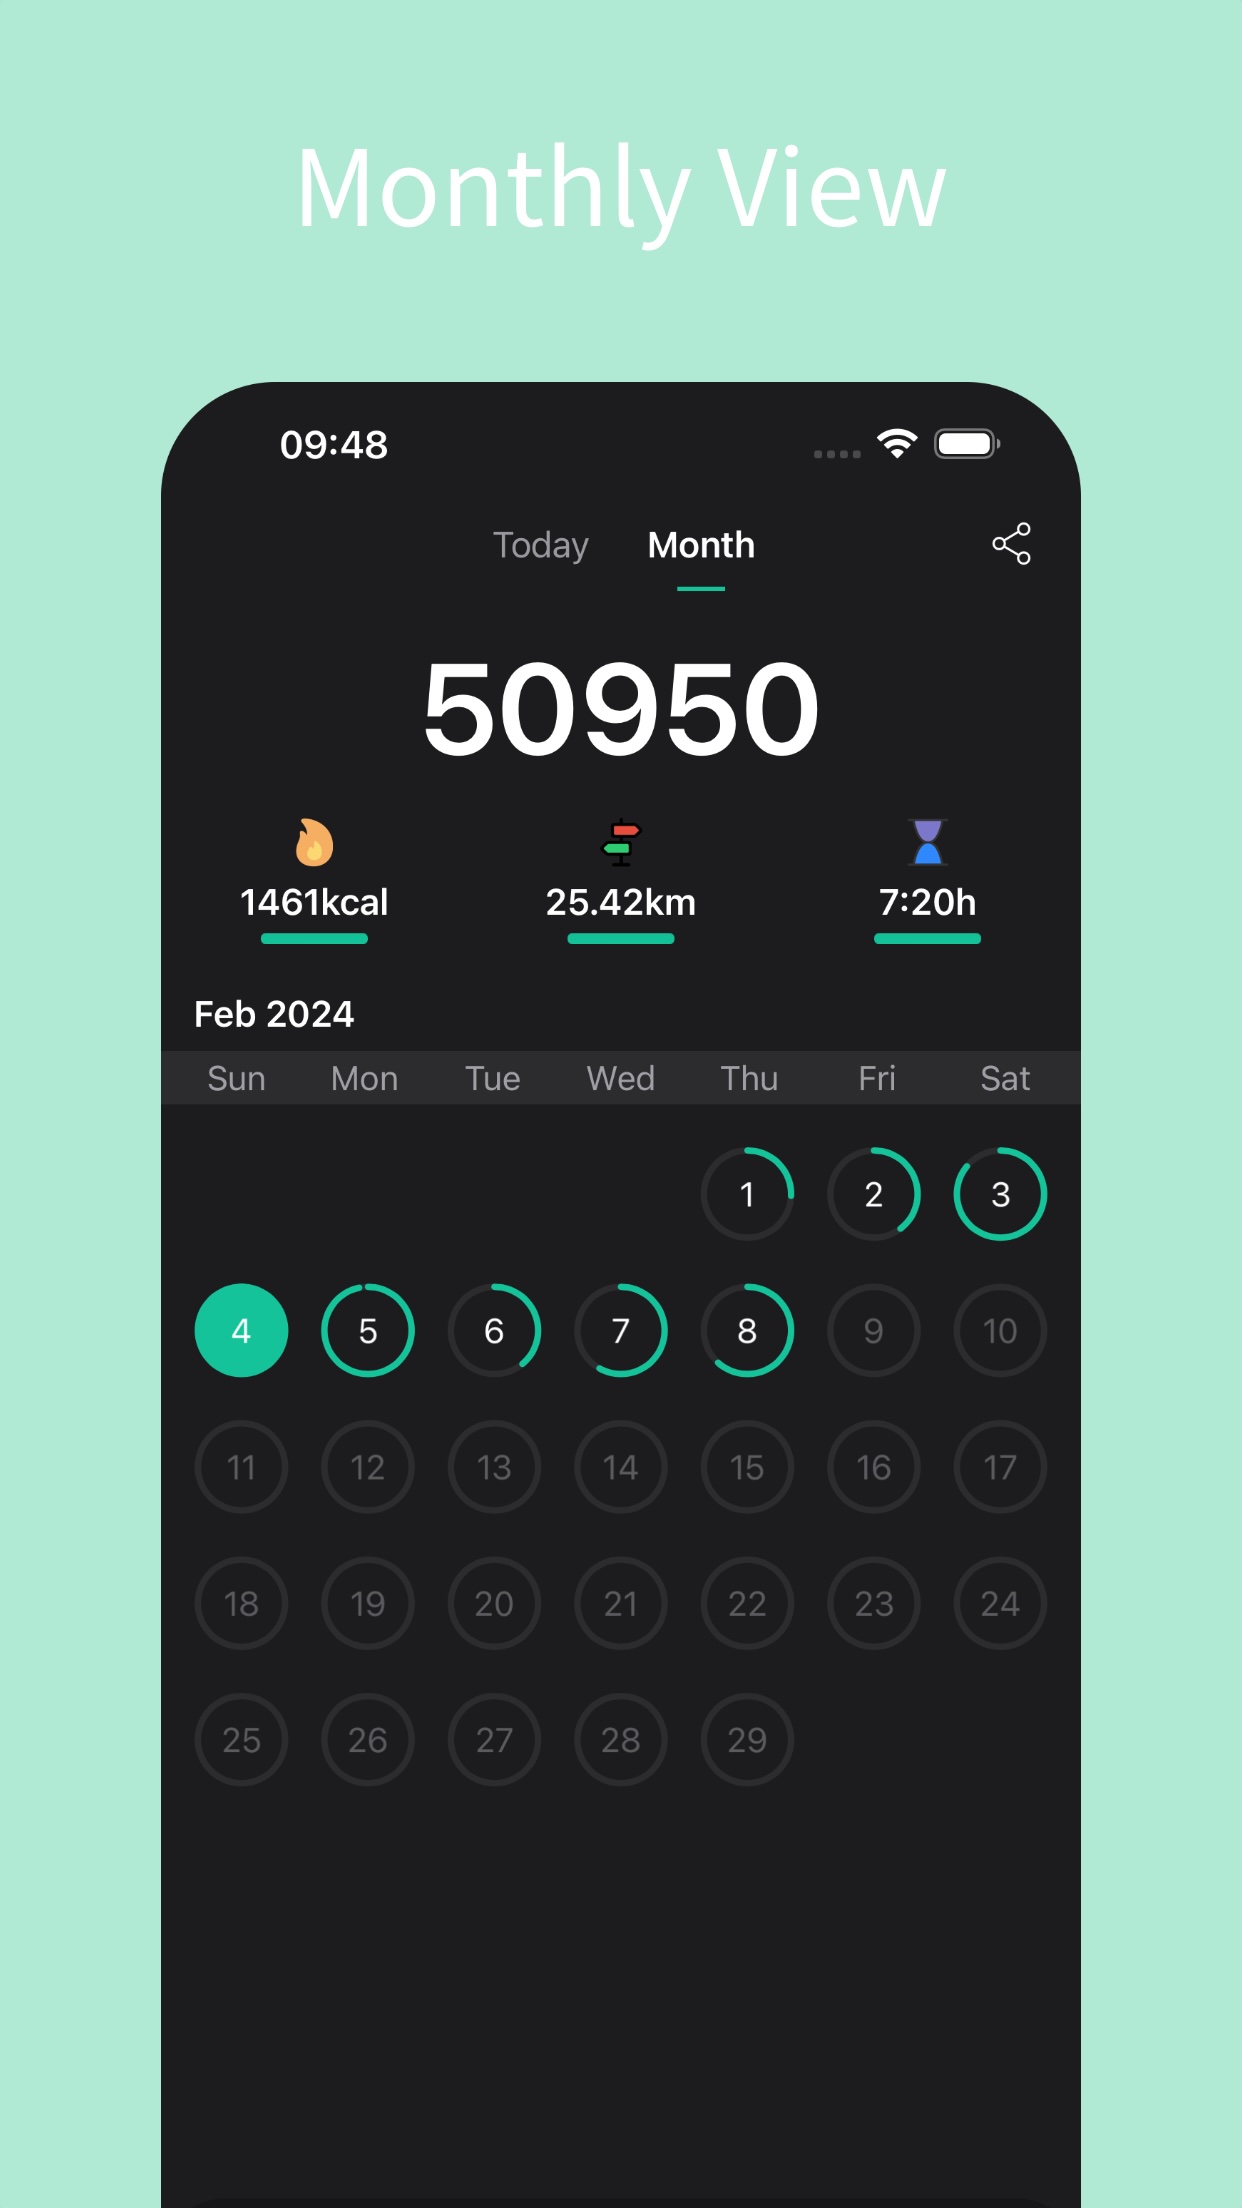 Monthly View
09:48
Today Month
50950
1461kcal 25.42km 7:20h
Feb 2024
Sun Mon Tue Wed Thu Fri Sat
1 2 3
4 5 6 7 8 9 10
11 12 13 14 15 16 17
18 19 20 21 22 23 24
25 26 27 28 29